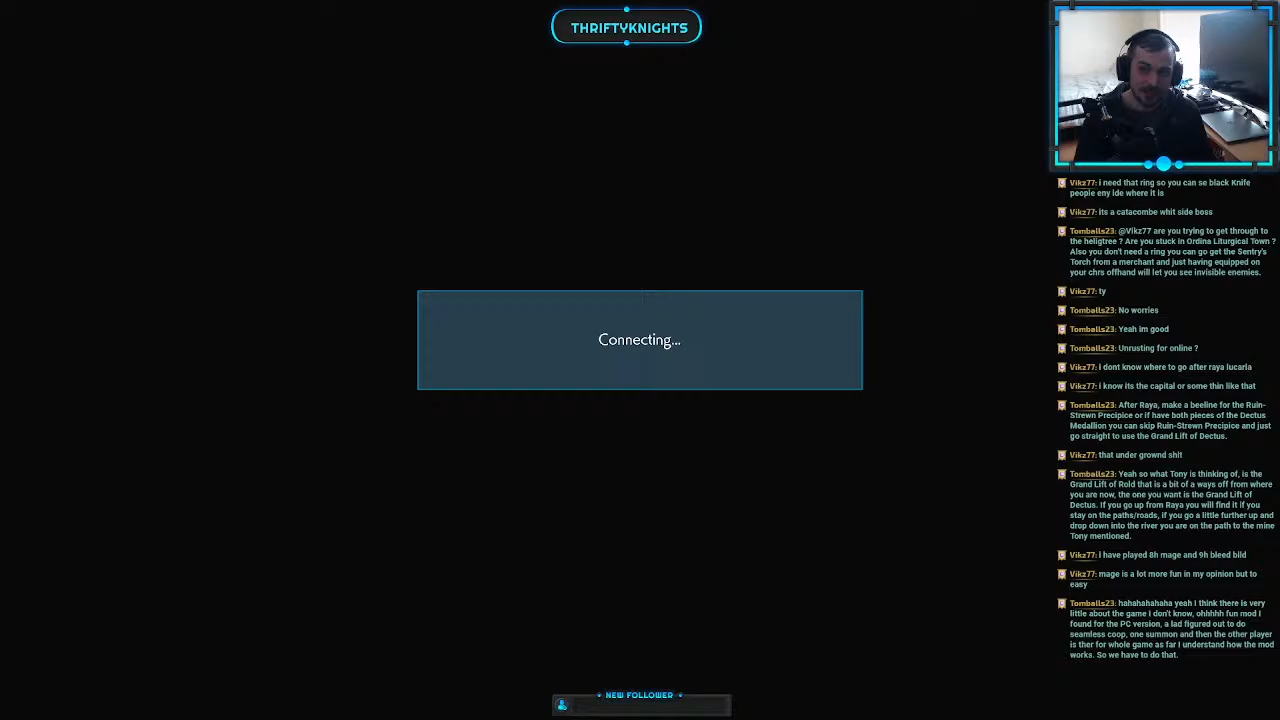 THRIFTYKNIGHTS
Connecting...
Vikz77: i need that ring so you can se black Knife
people eny ide where it is
Vikz77: its a catacombe whit side boss
Tomballs23: @Vikz77 are you trying to get through to
the heligtree ? Are you stuck in Ordina Liturgical Town ?
Also you don't need a ring you can go get the Sentry's
Torch from a merchant and just having equipped on
your chrs offhand will let you see invisible enemies.
Vikz77: ty
Tomballs23: No worries
Tomballs23: Yeah im good
Tomballs23: Unrusting for online ?
Vikz77: i dont know where to go after raya lucarla
Vikz77: i know its the capital or some thin like that
Tomballs23: After Raya, make a beeline for the Ruin-
Strewn Precipice or if have both pieces of the Dectus
Medallion you can skip Ruin-Strewn Precipice and just
go straight to use the Grand Lift of Dectus.
Vikz77: that under grownd shit
Tomballs23: Yeah so what Tony is thinking of, is the
Grand Lift of Rold that is a bit of a ways off from where
you are now, the one you want is the Grand Lift of
Dectus. If you go up from Raya you will find it if you
stay on the paths/roads, if you go a little further up and
drop down into the river you are on the path to the mine
Tony mentioned.
Vikz77: i have played 8h mage and 9h bleed bild
Vikz77: mage is a lot more fun in my opinion but to
easy
Tomballs23: hahahahahaha yeah I think there is very
little about the game I don't know, ohhhhh fun mod I
found for the PC version, a lad figured out to do
seamless coop, one summon and then the other player
is ther for whole game as far I understand how the mod
works. So we have to do that.
NEW FOLLOWER